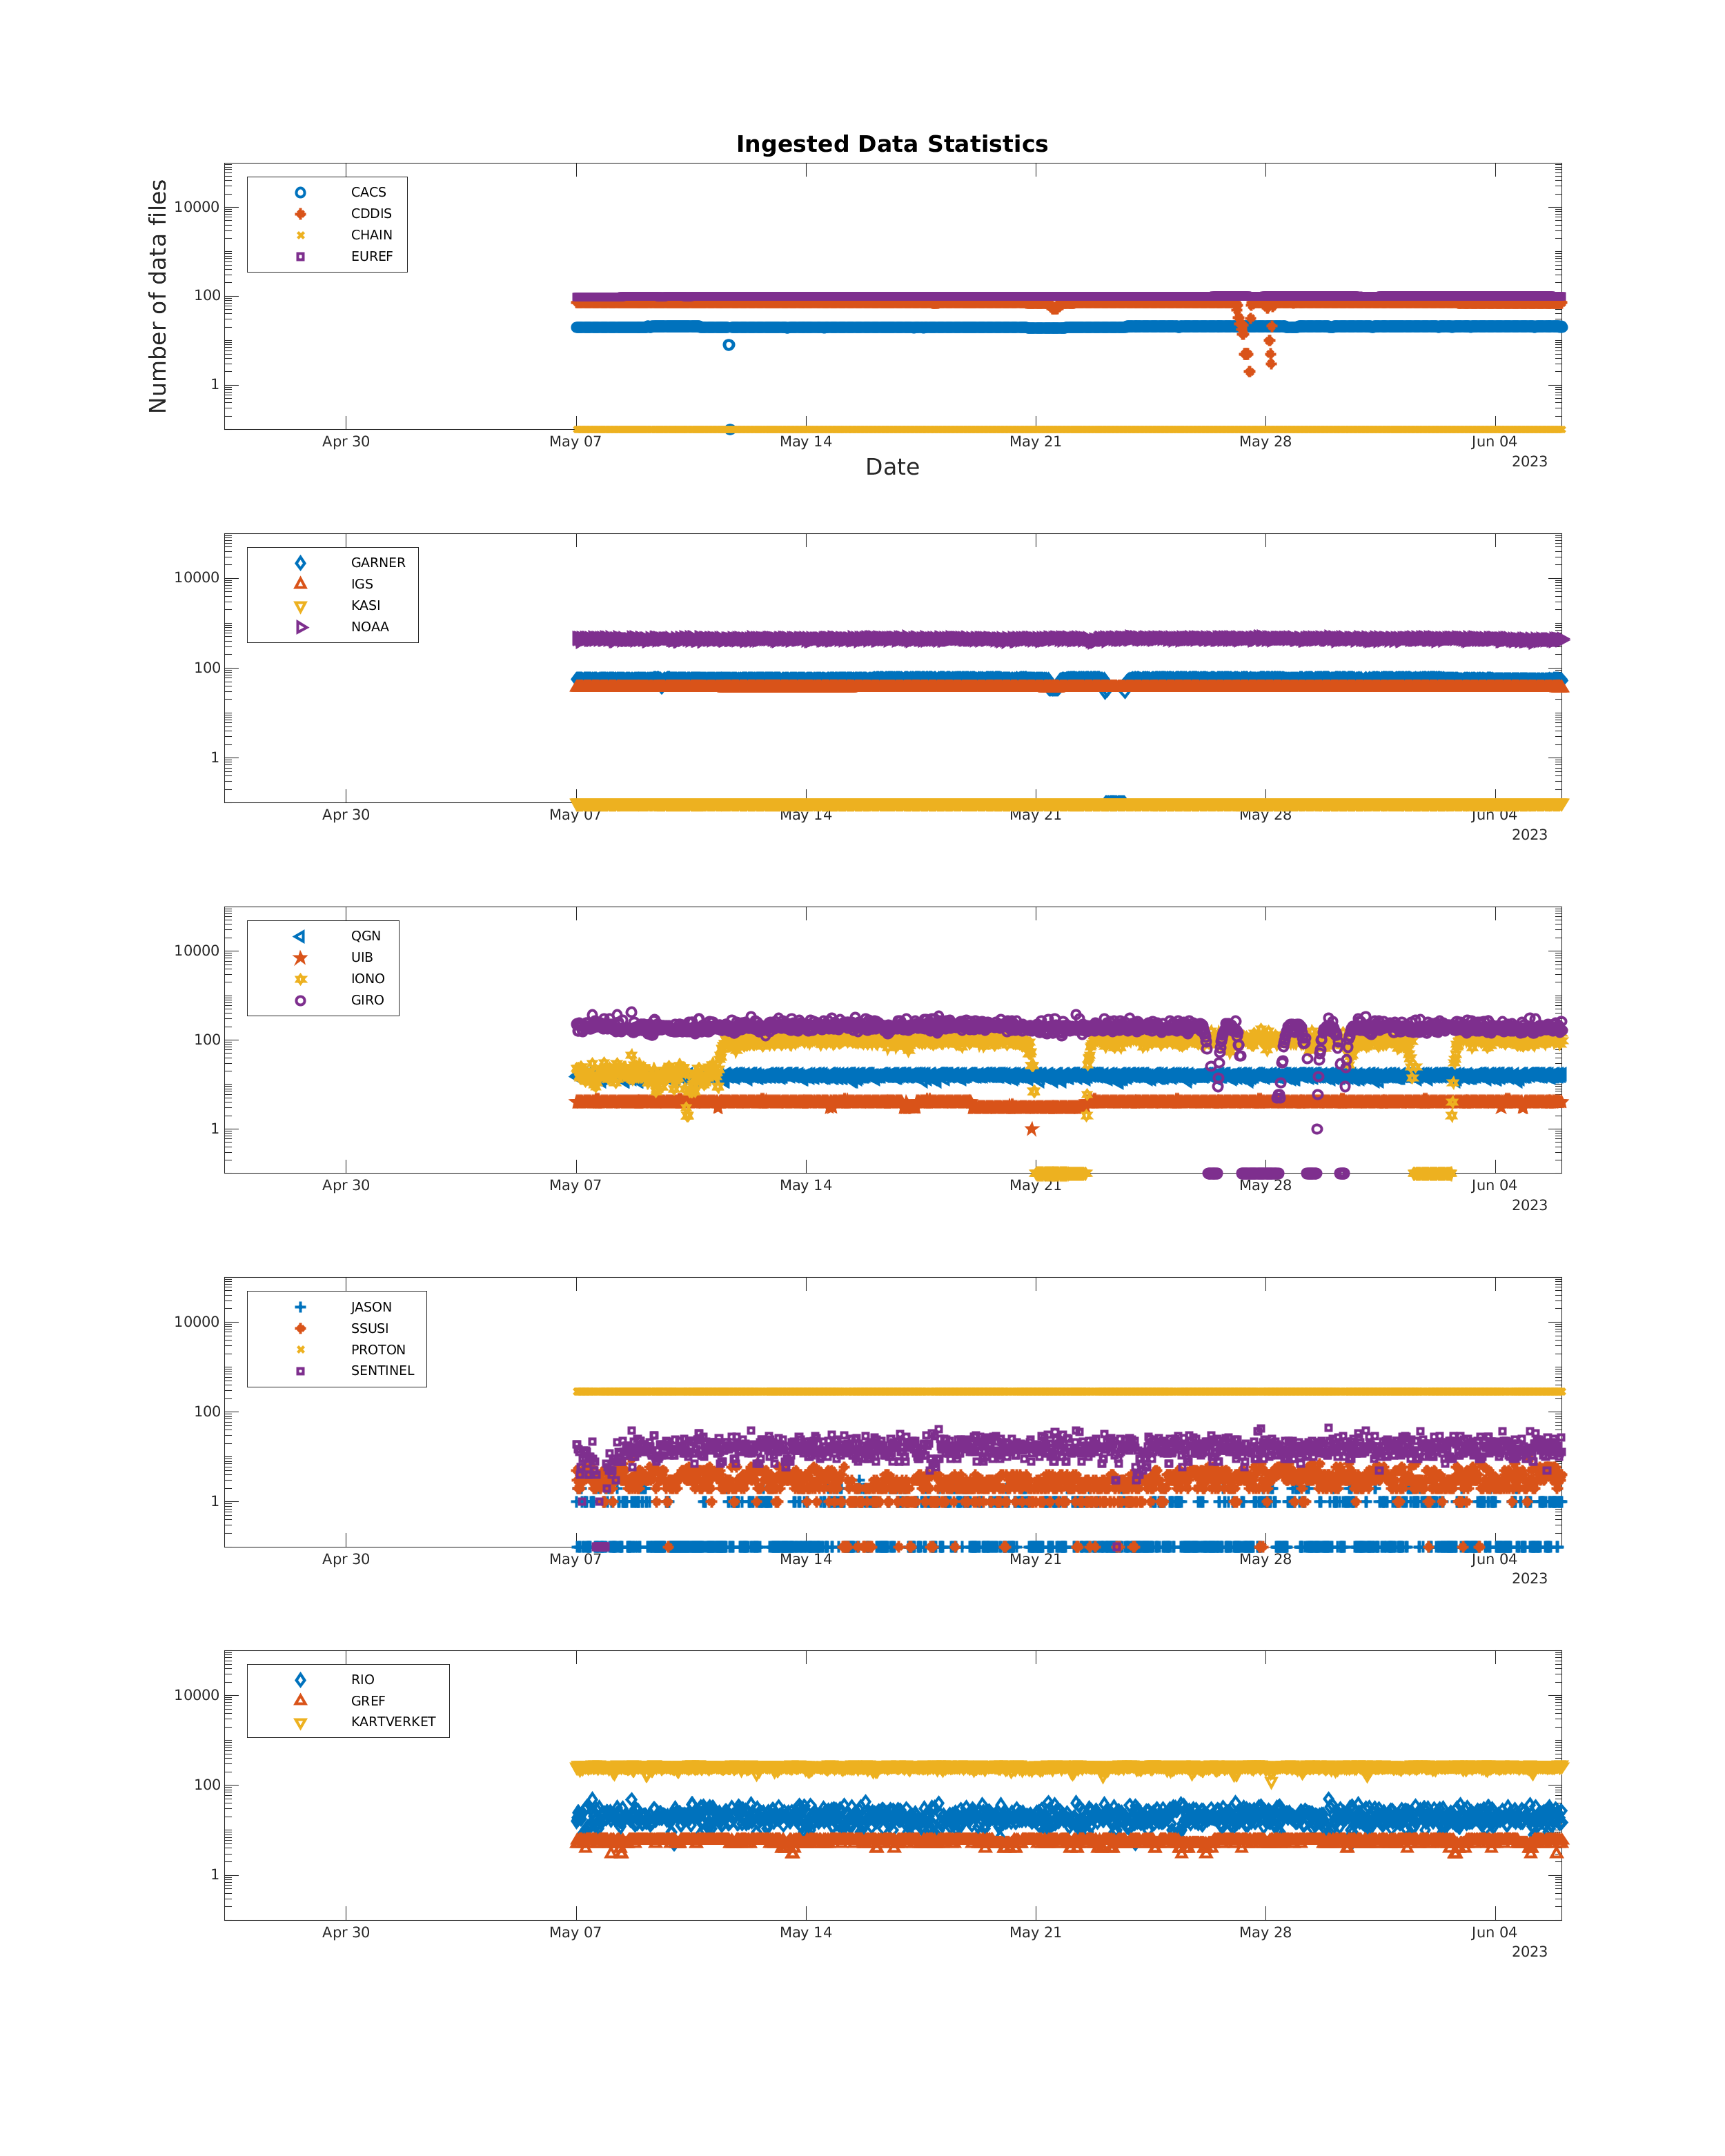 Ingested Data Statistics
Number of data files
CACS
CDDIS
CHAIN
EUREF
10000
100
1
Apr 30 May 07 May 14 May 21 May 28 Jun 04
2023
Date
GARNER
IGS
KASI
NOAA
10000
100
1
Apr 30 May 07 May 14 May 21 May 28 Jun 04
2023
QGN
UIB
IONO
GIRO
10000
100
1
Apr 30 May 07 May 14 May 21 May 28 Jun 04
2023
JASON
SSUSI
PROTON
SENTINEL
10000
100
1
Apr 30 May 07 May 14 May 21 May 28 Jun 04
2023
RIO
GREF
KARTVERKET
10000
100
1
Apr 30 May 07 May 14 May 21 May 28 Jun 04
2023